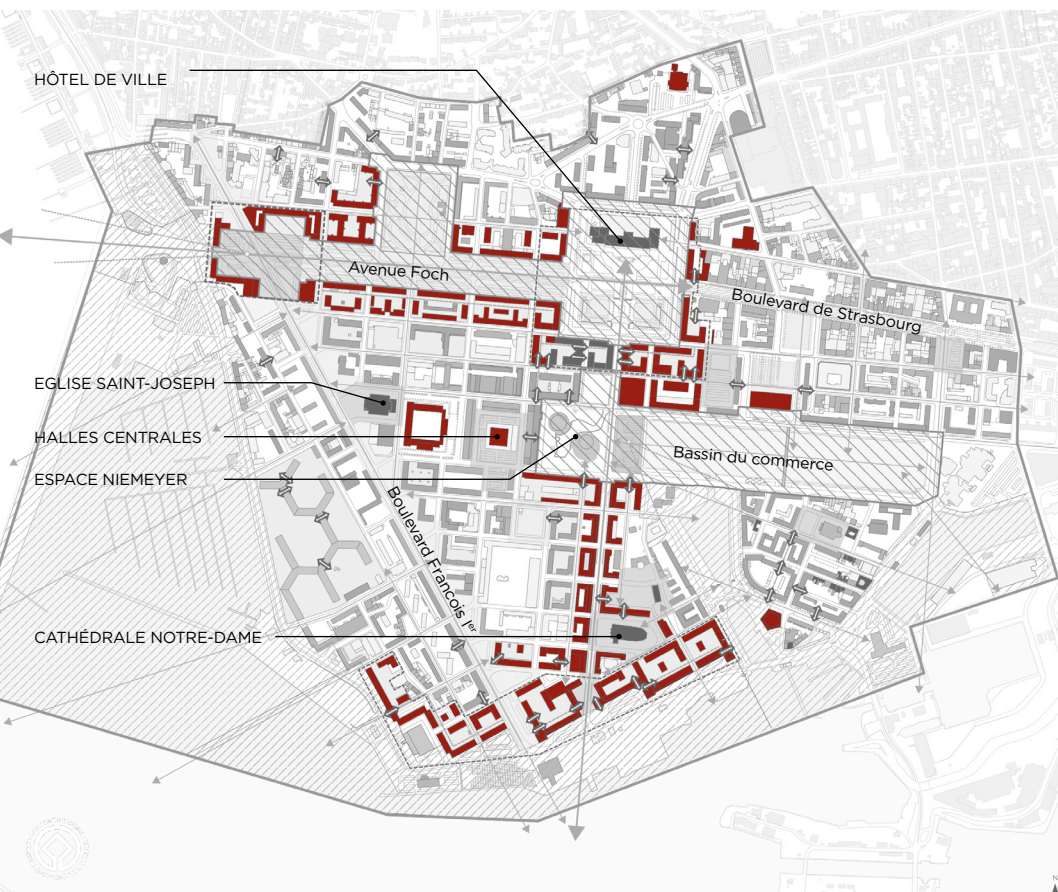 HÔTEL DE VILLE
Avenue Foch
Boulevard de Strasbourg
EGLISE SAINT-JOSEPH
HALLES CENTRALES
Bassin du commerce
ESPACE NIEMEYER
Boulevard Francois Ier
CATHÉDRALE NOTRE-DAME
N